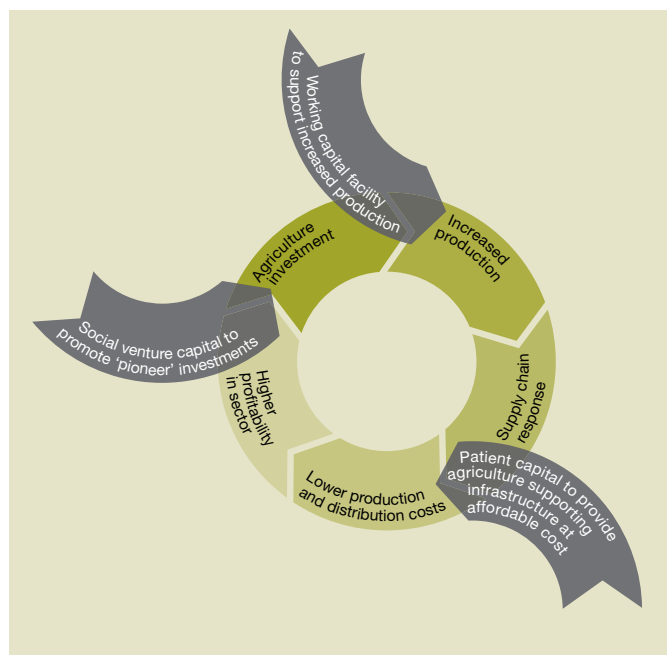 Working capital facility
to support increased production
Agriculture
investment
Increased
production
Social venture capital to
promote ‘pioneer’ investments
Higher
profitability
in sector
Supply chain
response
Lower production
and distribution costs
Patient capital to provide
agriculture supporting
infrastructure at
affordable cost